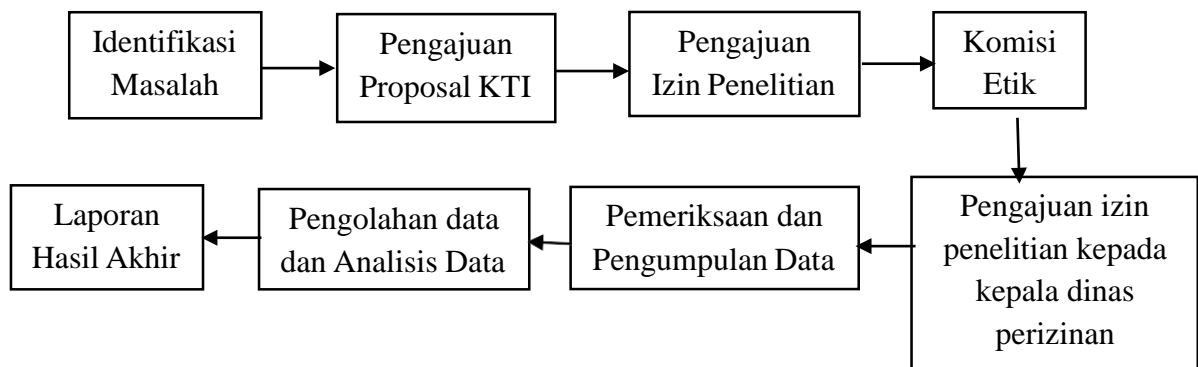 Identifikasi
Masalah
Pengajuan
Proposal KTI
Pengajuan
Izin Penelitian
Komisi
Etik
Pengajuan izin
penelitian kepada
kepala dinas
perizinan
Pemeriksaan dan
Pengumpulan Data
Pengolahan data
dan Analisis Data
Laporan
Hasil Akhir